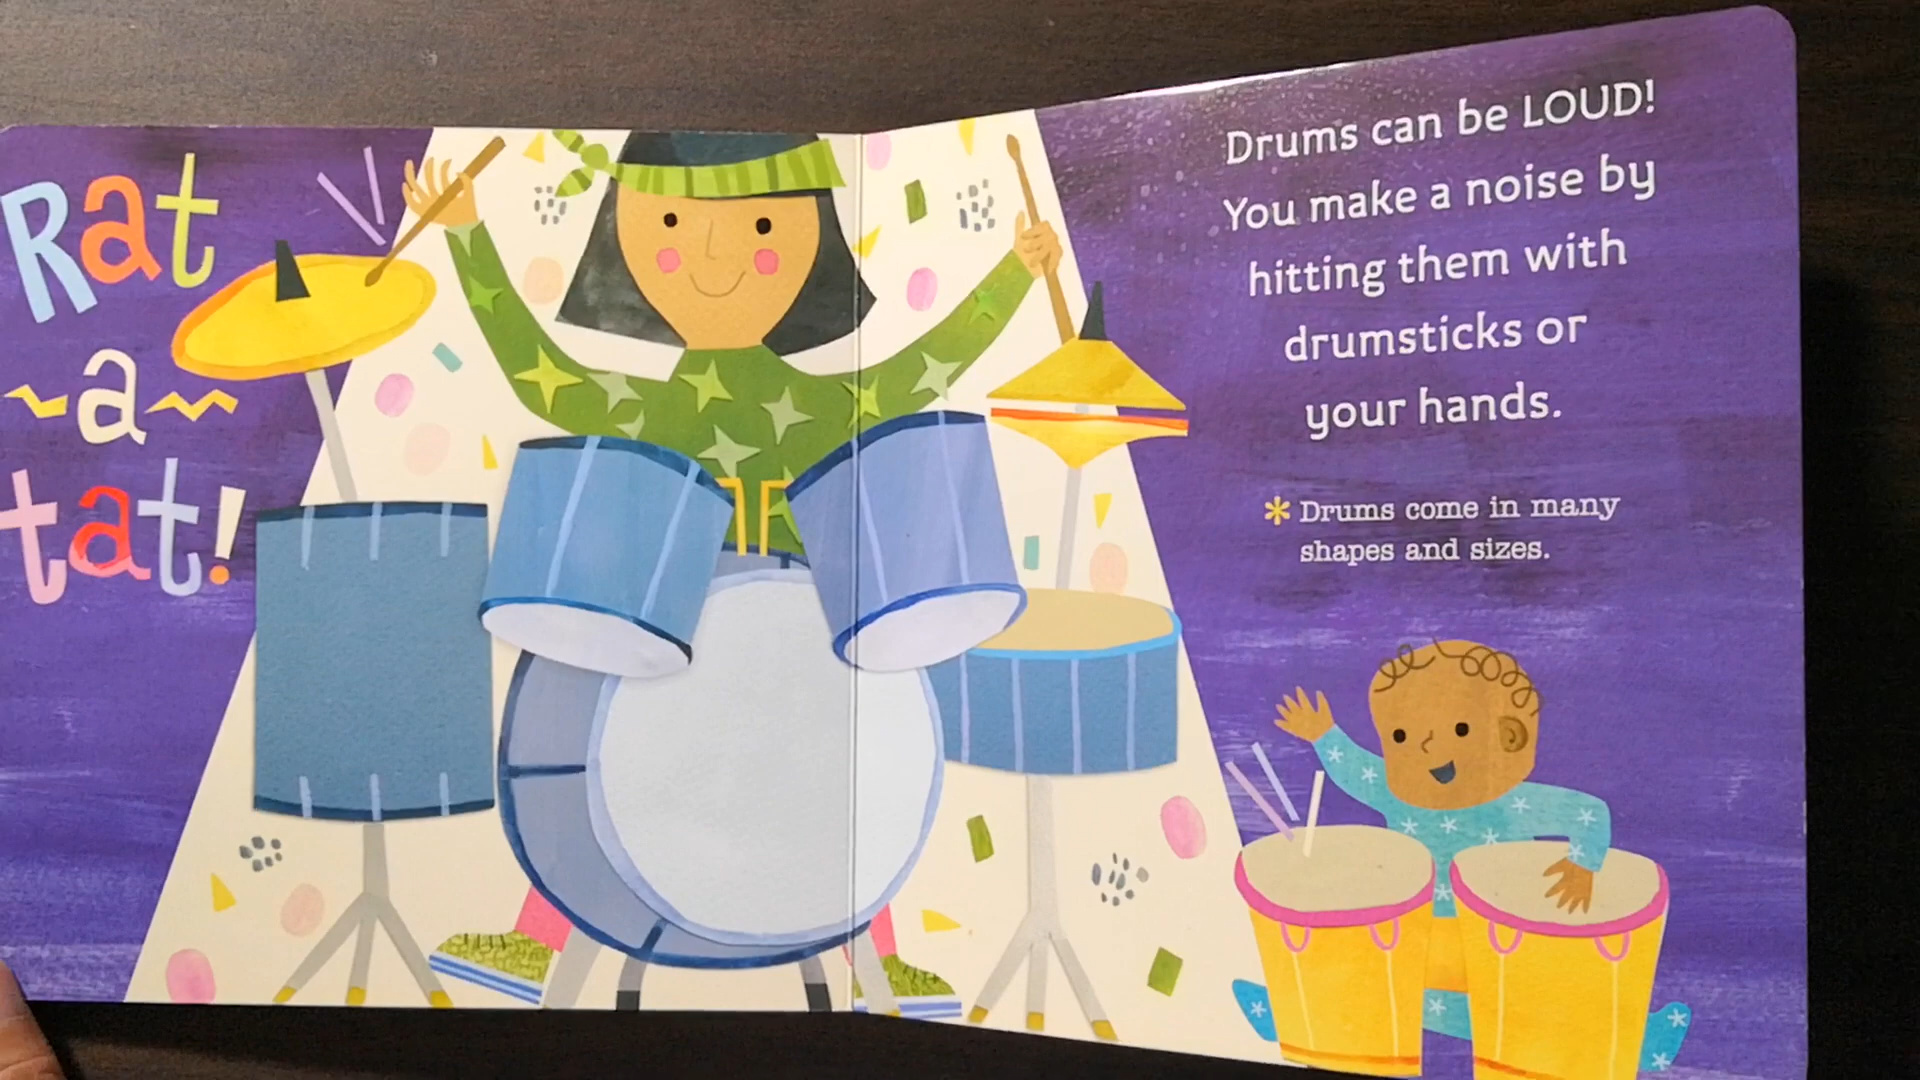 Rat
~a~
tat!
Drums can be LOUD!
You make a noise by
hitting them with
drumsticks or
your hands.
* Drums come in many
shapes and sizes.